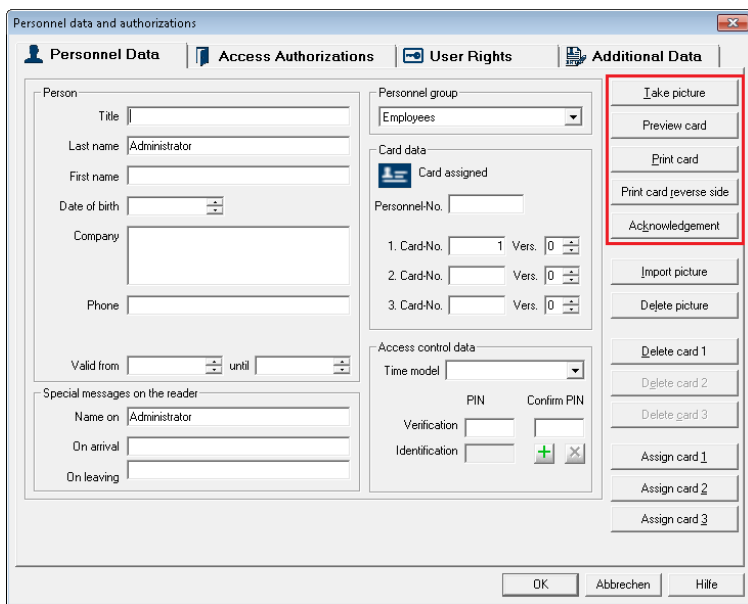 Personnel data and authorizations
Personnel Data
Access Authorizations
User Rights
Additional Data
Person
Title
Last name Administrator
First name
Date of birth
Company
Phone
Valid from until
Special messages on the reader
Name on Administrator
On arrival
On leaving
Personnel group
Employees
Card data
Card assigned
Personnel-No.
1. Card-No. 1 Vers. 0
2. Card-No. Vers. 0
3. Card-No. Vers. 0
Access control data
Time model
PIN Confirm PIN
Verification
Identification
Take picture
Preview card
Print card
Print card reverse side
Acknowledgement
Import picture
Delete picture
Delete card 1
Delete card 2
Delete card 3
Assign card 1
Assign card 2
Assign card 3
OK
Abbrechen
Hilfe